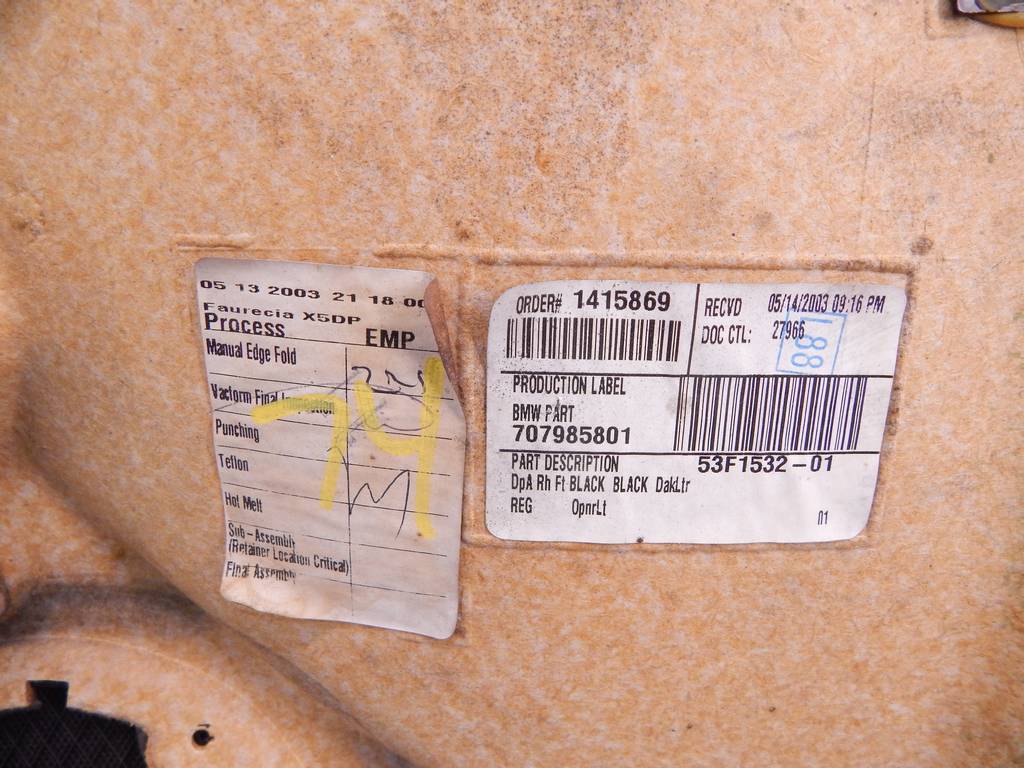 05 13 2003 21 18 00
Faurecia X5DP
Process EMP
Manual Edge Fold
Vacform Final Inspection
Punching
Teflon
Hot Melt
Sub-Assembly
(Retainer Location Critical)
Final Assembly
74
M
ORDER# 1415869
RECVD 05/14/2003 09:16 PM
DOC CTL: 27966
188
PRODUCTION LABEL
BMW PART
707985801
53F1532-01
PART DESCRIPTION
DpA Rh Ft BLACK BLACK DakLtr
REG OpnrLt
01